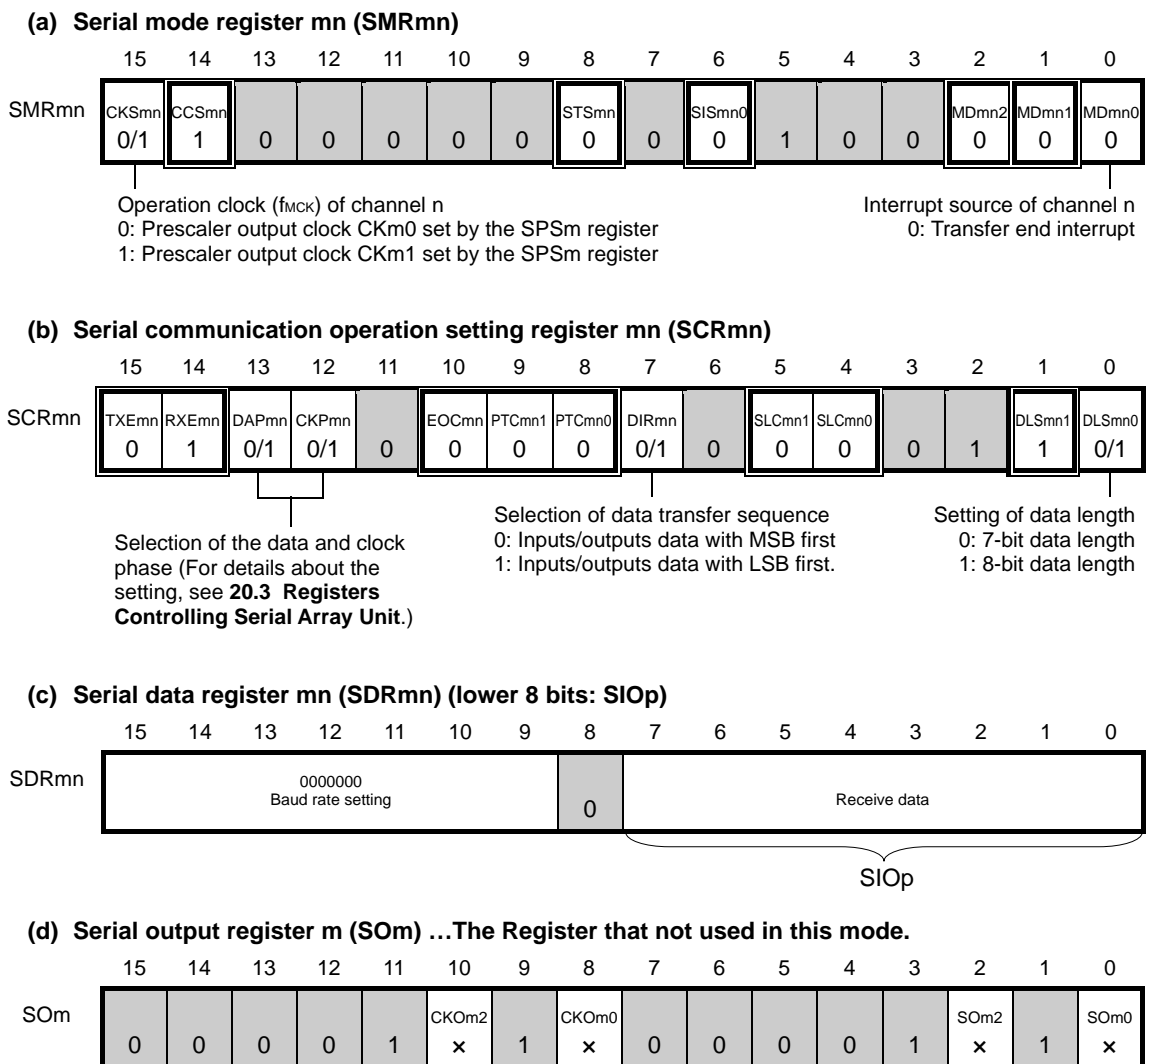 (a) Serial mode register mn (SMRmn)
15 14 13 12 11 10 9 8 7 6 5 4 3 2 1 0
SMRmn
CKSmn CCSmn STSmn SISmn0 MDmn2 MDmn1 MDmn0
0/1 1 0 0 0 0 0 0 0 0 1 0 0 0 0 0
Operation clock (fMCK) of channel n
0: Prescaler output clock CKm0 set by the SPSm register
1: Prescaler output clock CKm1 set by the SPSm register
Interrupt source of channel n
0: Transfer end interrupt
(b) Serial communication operation setting register mn (SCRmn)
15 14 13 12 11 10 9 8 7 6 5 4 3 2 1 0
SCRmn
TXEmn RXEmn DAPmn CKPmn EOCmn PTCmn1 PTCmn0 DIRmn SLCmn1 SLCmn0 DLSmn1 DLSmn0
0 1 0/1 0/1 0 0 0 0 0/1 0 0 0 0 1 1 0/1
Selection of the data and clock
phase (For details about the
setting, see 20.3 Registers
Controlling Serial Array Unit.)
Selection of data transfer sequence
0: Inputs/outputs data with MSB first
1: Inputs/outputs data with LSB first.
Setting of data length
0: 7-bit data length
1: 8-bit data length
(c) Serial data register mn (SDRmn) (lower 8 bits: SIOp)
15 14 13 12 11 10 9 8 7 6 5 4 3 2 1 0
SDRmn
0000000
Baud rate setting
0
Receive data
SIOp
(d) Serial output register m (SOm) …The Register that not used in this mode.
15 14 13 12 11 10 9 8 7 6 5 4 3 2 1 0
SOm
CKOm2 CKOm0 SOm2 SOm0
0 0 0 0 1 × 1 × 0 0 0 0 1 × 1 ×